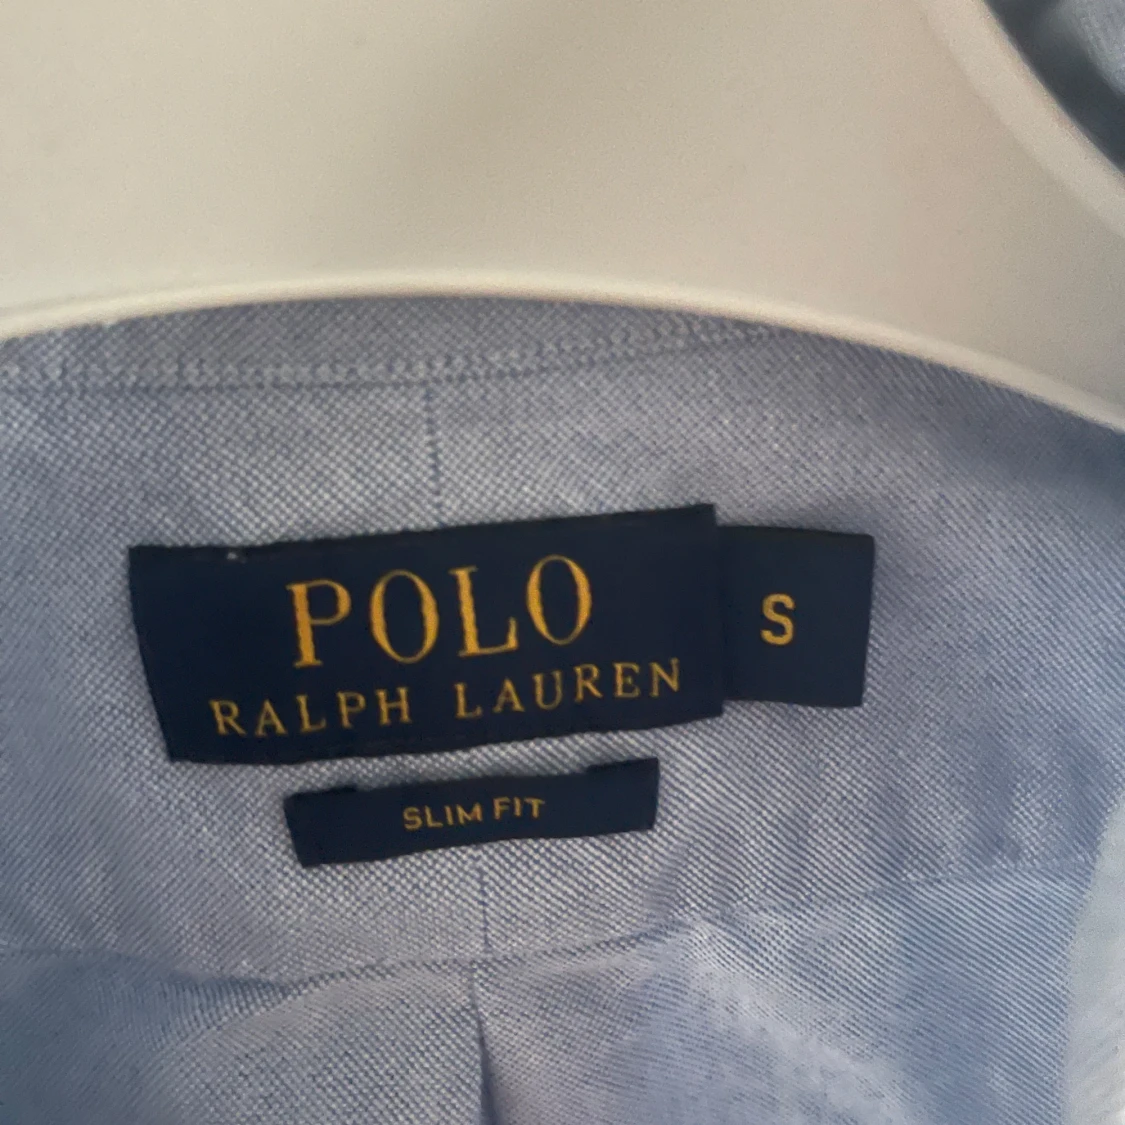 POLO
RALPH LAUREN
S
SLIM FIT